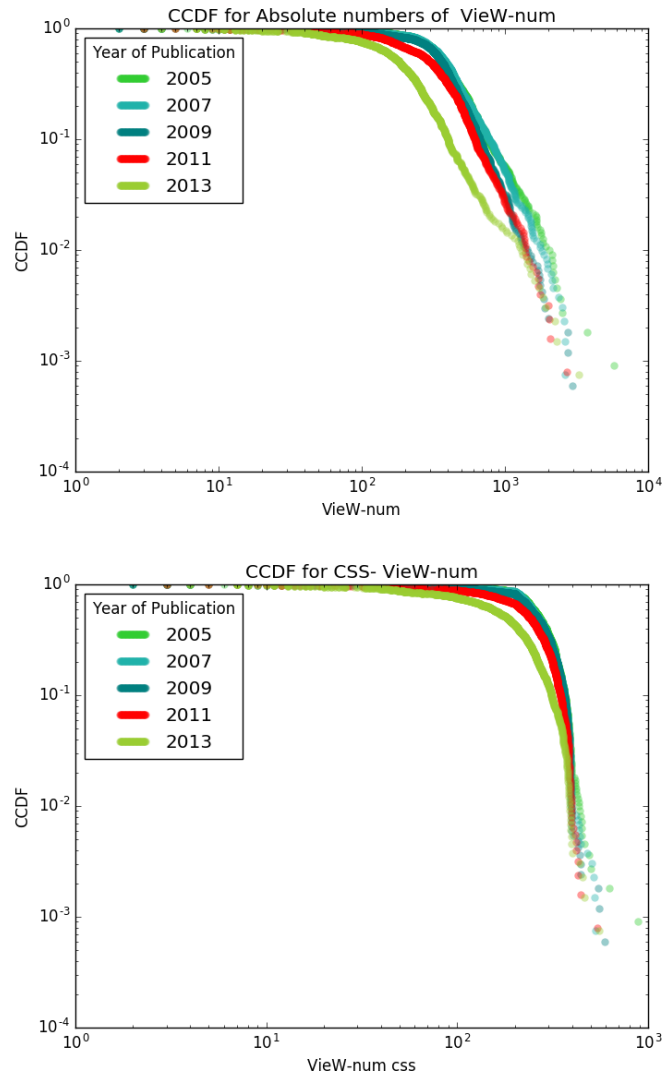 CCDF for Absolute numbers of  VieW-num
10^0
Year of Publication
2005
2007
2009
2011
2013
10^-1
CCDF
10^-2
10^-3
10^-4
10^0 10^1 10^2 10^3 10^4
VieW-num
CCDF for CSS- VieW-num
10^0
Year of Publication
2005
2007
2009
2011
2013
10^-1
CCDF
10^-2
10^-3
10^-4
10^0 10^1 10^2 10^3
VieW-num css